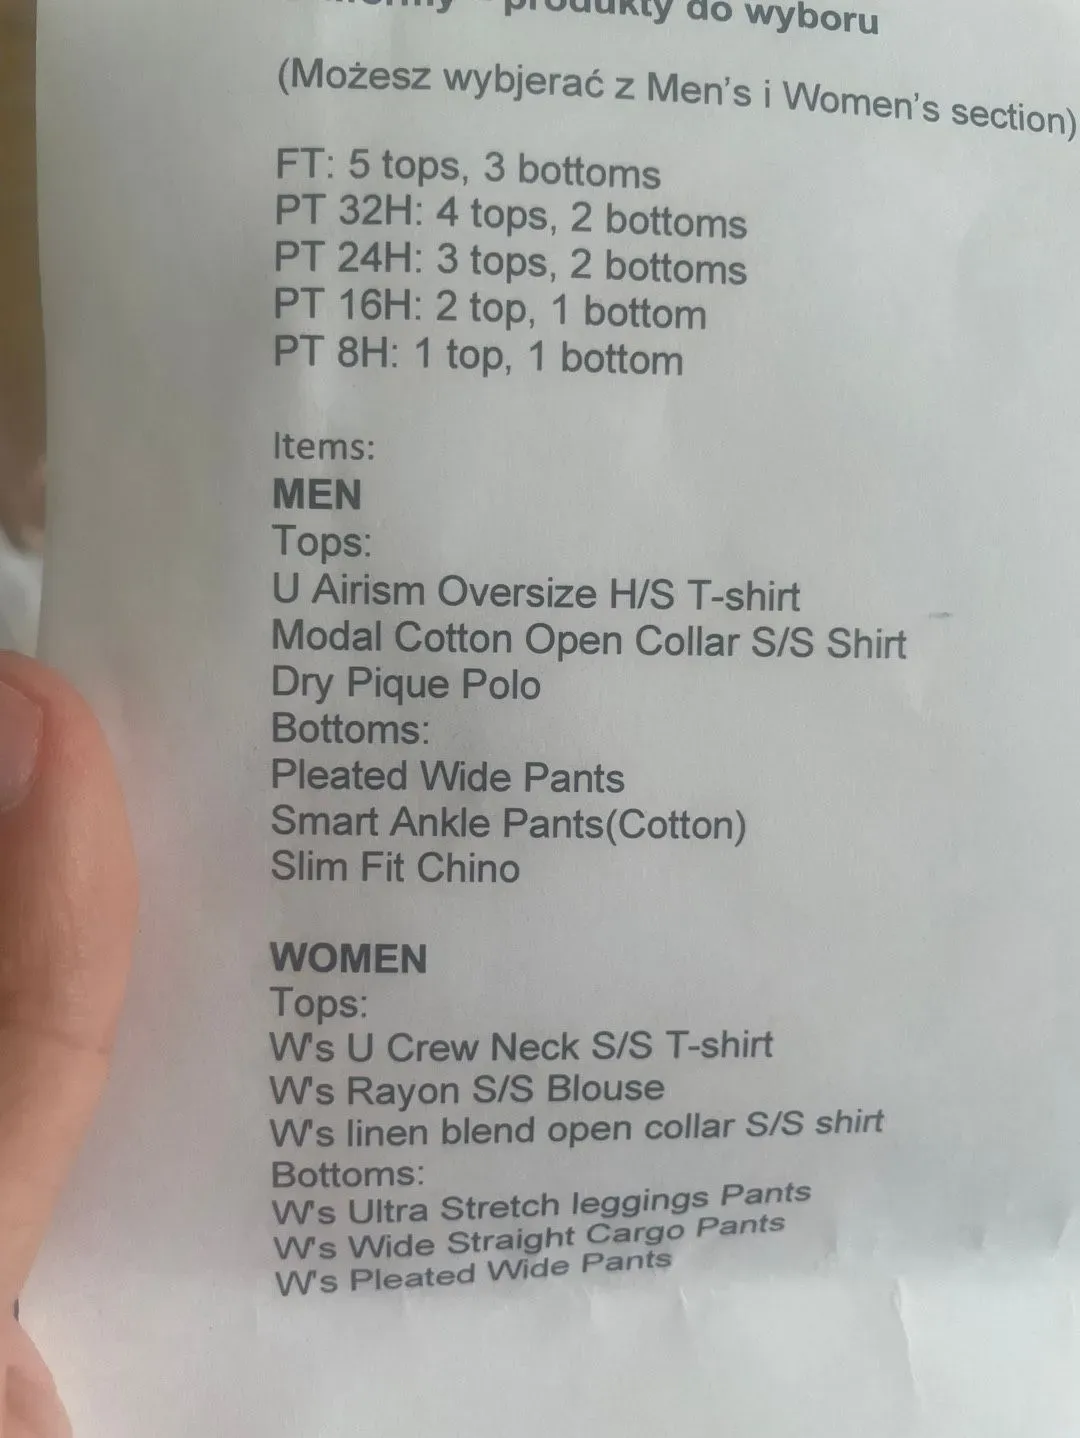 produkty do wyboru
(Możesz wybjerać z Men's i Women's section)
FT: 5 tops, 3 bottoms
PT 32H: 4 tops, 2 bottoms
PT 24H: 3 tops, 2 bottoms
PT 16H: 2 top, 1 bottom
PT 8H: 1 top, 1 bottom
Items:
MEN
Tops:
U Airism Oversize H/S T-shirt
Modal Cotton Open Collar S/S Shirt
Dry Pique Polo
Bottoms:
Pleated Wide Pants
Smart Ankle Pants(Cotton)
Slim Fit Chino
WOMEN
Tops:
W's U Crew Neck S/S T-shirt
W's Rayon S/S Blouse
W's linen blend open collar S/S shirt
Bottoms:
W's Ultra Stretch leggings Pants
W's Wide Straight Cargo Pants
W's Pleated Wide Pants